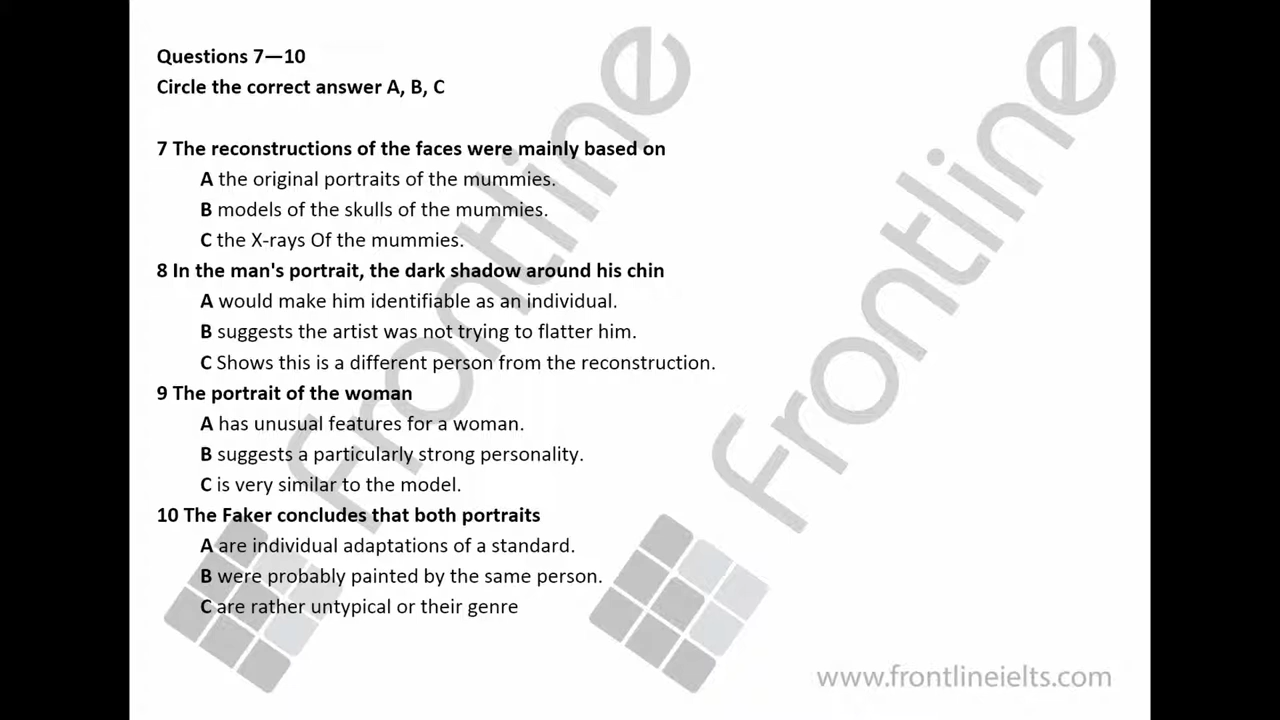 Questions 7—10
Circle the correct answer A, B, C
7 The reconstructions of the faces were mainly based on
A the original portraits of the mummies.
B models of the skulls of the mummies.
C the X-rays Of the mummies.
8 In the man's portrait, the dark shadow around his chin
A would make him identifiable as an individual.
B suggests the artist was not trying to flatter him.
C Shows this is a different person from the reconstruction.
9 The portrait of the woman
A has unusual features for a woman.
B suggests a particularly strong personality.
C is very similar to the model.
10 The Faker concludes that both portraits
A are individual adaptations of a standard.
B were probably painted by the same person.
C are rather untypical or their genre
frontline
frontline
www.frontlineielts.com